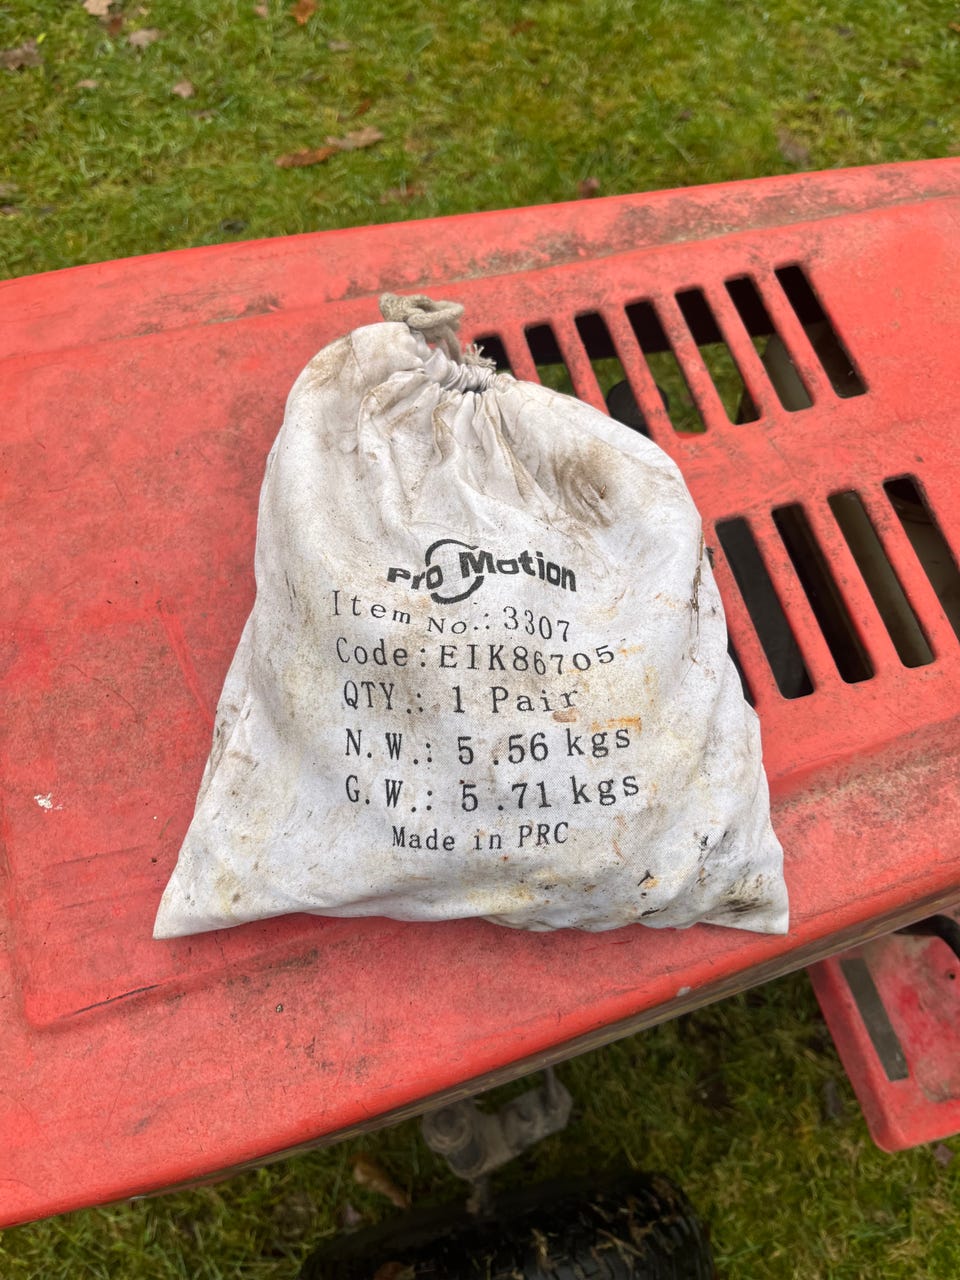 Pro Motion
Item No.: 3307
Code:EIK86705
QTY.: 1 Pair
N.W.: 5.56 kgs
G.W.: 5.71 kgs
Made in PRC